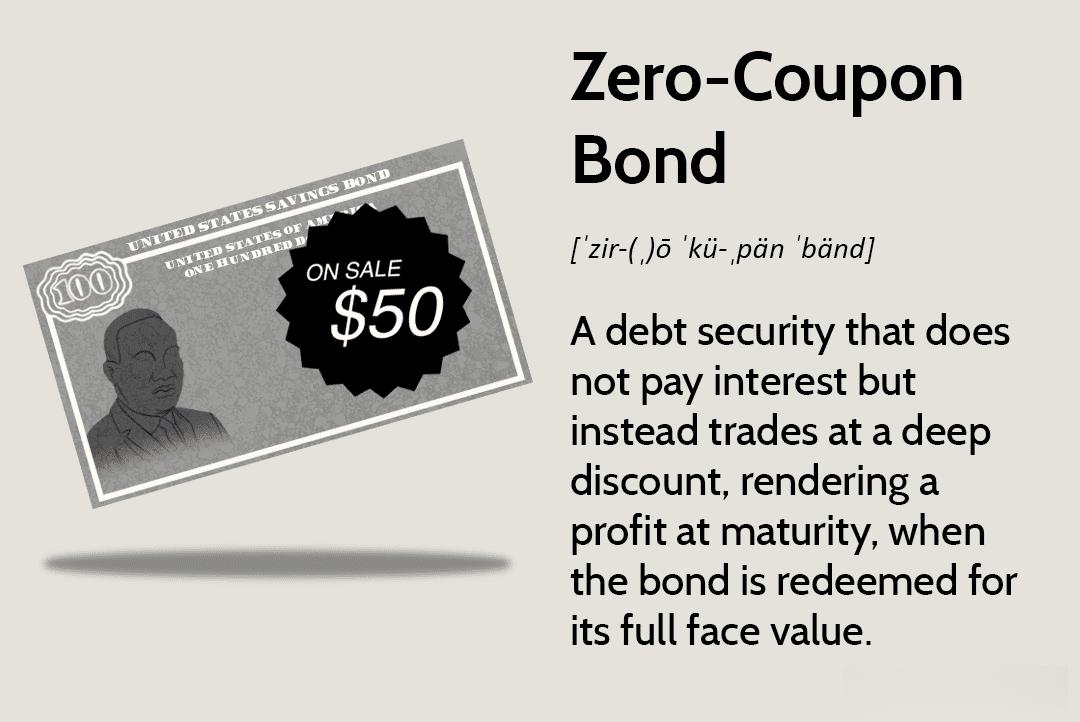 Zero-Coupon
Bond
[ˈzir-(ˌ)ō ˈkü-ˌpän ˈbänd]
A debt security that does
not pay interest but
instead trades at a deep
discount, rendering a
profit at maturity, when
the bond is redeemed for
its full face value.
UNITED STATES SAVINGS BOND
UNITED STATES OF
ONE HUNDRED
100
ON SALE
$50